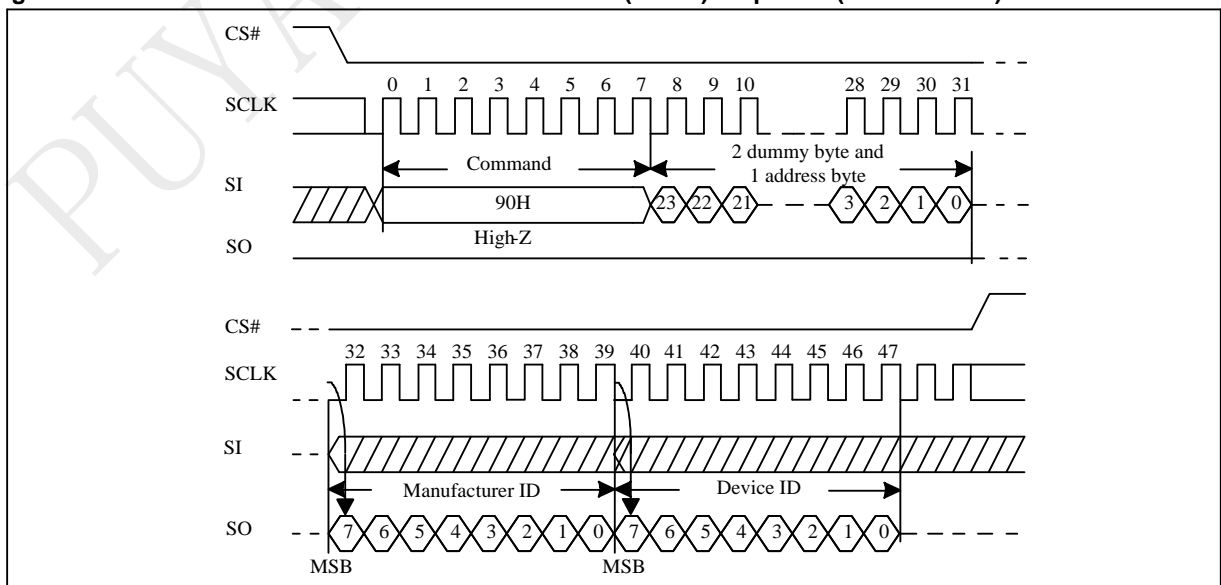 PUYA
CS#
0 1 2 3 4 5 6 7 8 9 10 28 29 30 31
SCLK
Command
2 dummy byte and
1 address byte
SI
90H
23 22 21 3 2 1 0
High-Z
SO
CS#
32 33 34 35 36 37 38 39 40 41 42 43 44 45 46 47
SCLK
SI
Manufacturer ID
Device ID
SO
7 6 5 4 3 2 1 0 7 6 5 4 3 2 1 0
MSB MSB